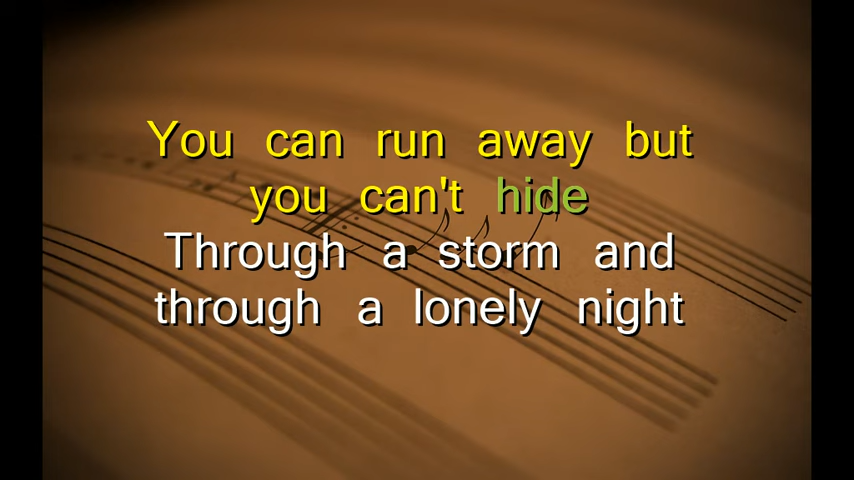 You can run away but
you can't hide
Through a storm and
through a lonely night